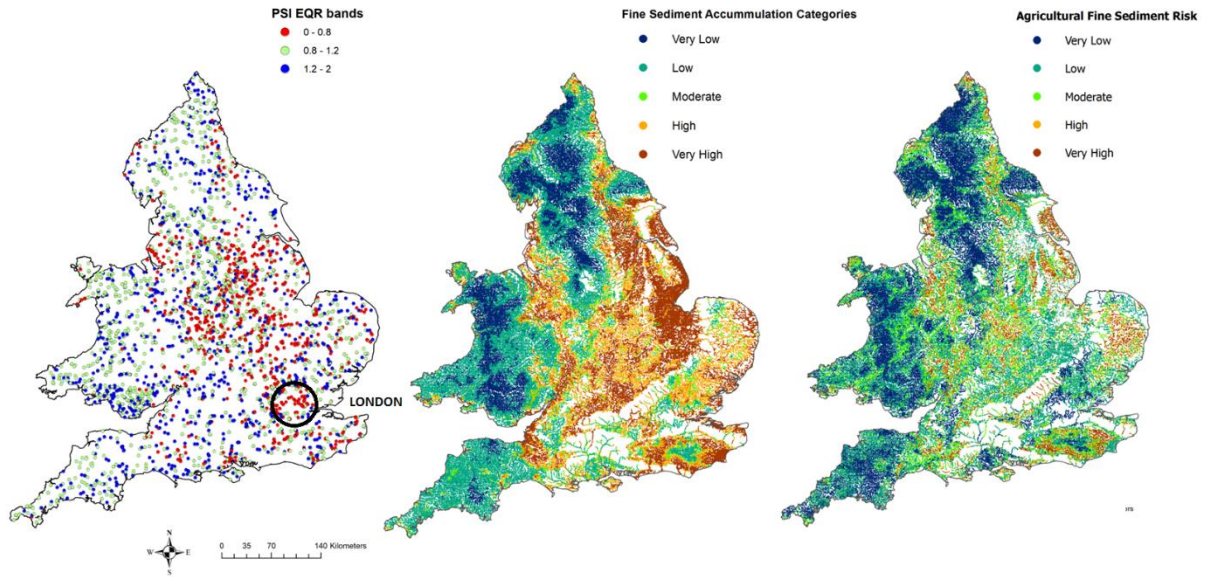 PSI EQR bands
0 - 0.8
0.8 - 1.2
1.2 - 2
LONDON
N
W E
S
0 35 70 140 Kilometers
Fine Sediment Accummulation Categories
Very Low
Low
Moderate
High
Very High
Agricultural Fine Sediment Risk
Very Low
Low
Moderate
High
Very High